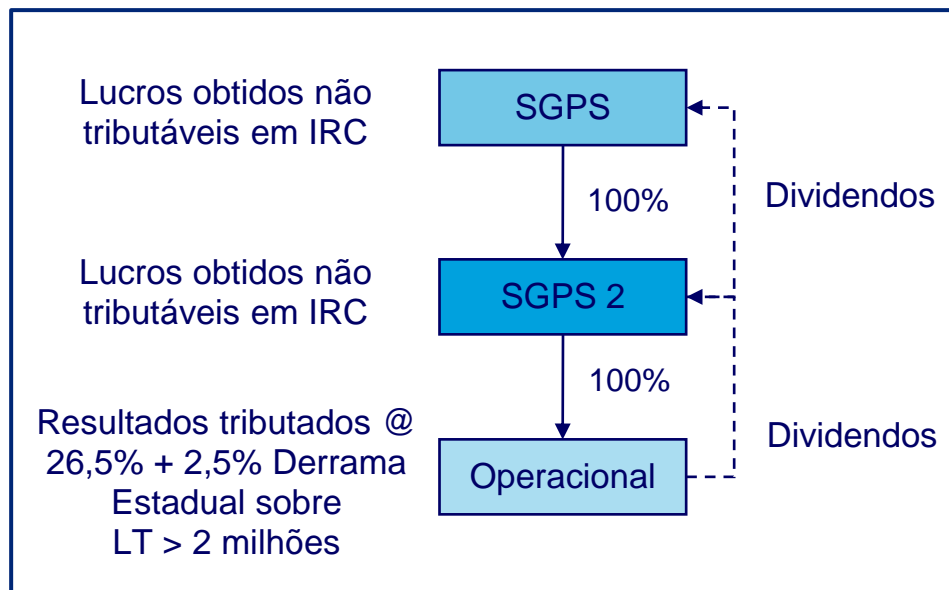 Lucros obtidos não
tributáveis em IRC
SGPS
100%
Dividendos
Lucros obtidos não
tributáveis em IRC
SGPS 2
100%
Resultados tributados @
26,5% + 2,5% Derrama
Estadual sobre
LT > 2 milhões
Operacional
Dividendos